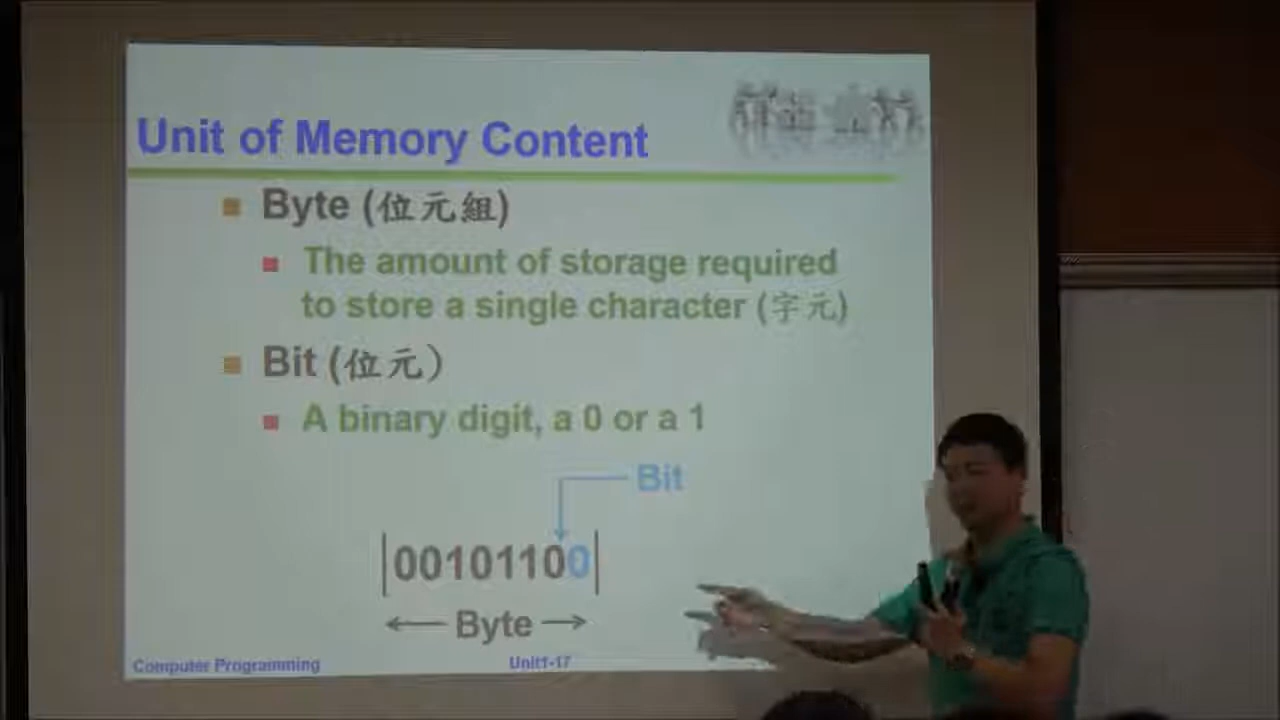 Unit of Memory Content
Byte (位元組)
The amount of storage required
to store a single character (字元)
Bit (位元)
A binary digit, a 0 or a 1
Bit
00101100
Byte
Computer Programming
Unit1-17